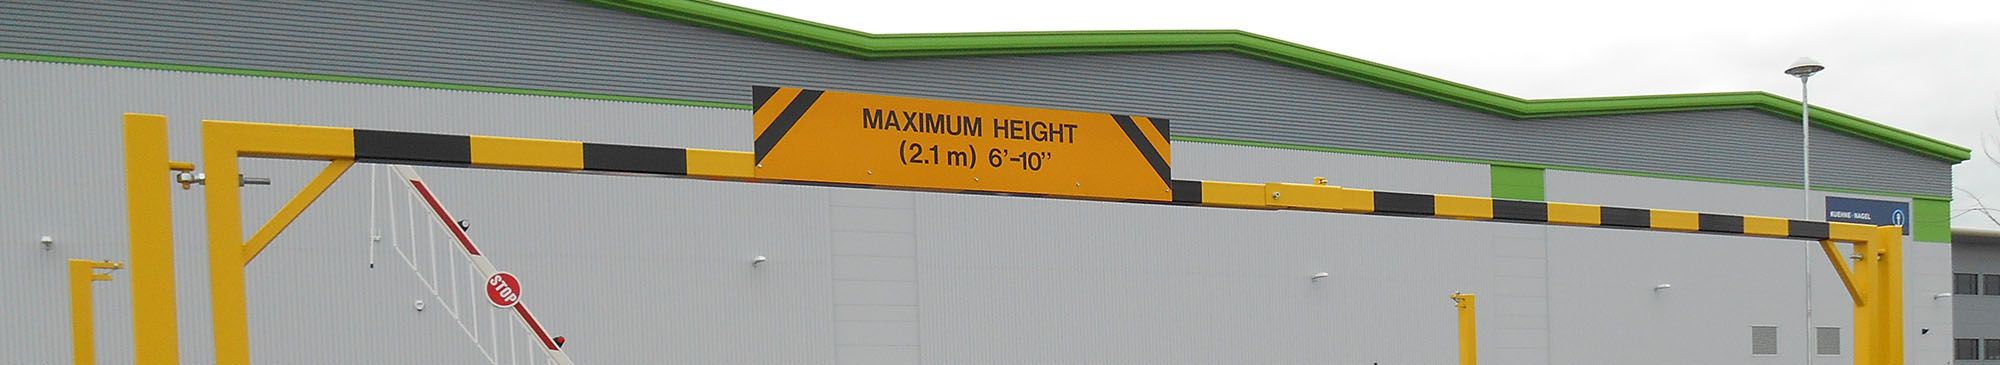 MAXIMUM HEIGHT
(2.1 m) 6'-10"
STOP
KUEHNE+NAGEL